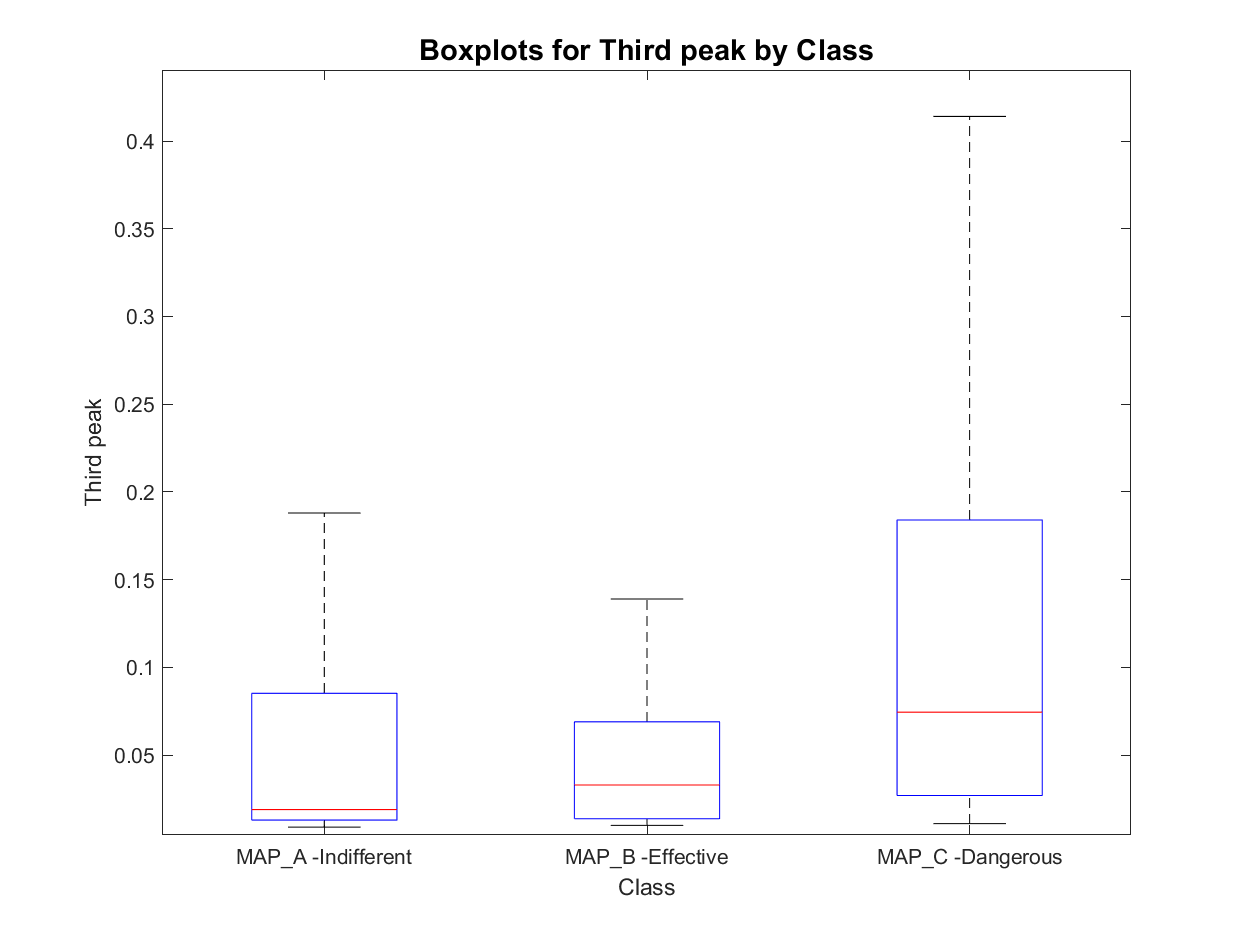 Boxplots for Third peak by Class
0.4
0.35
0.3
0.25
0.2
0.15
0.1
0.05
Third peak
MAP_A -Indifferent
MAP_B -Effective
MAP_C -Dangerous
Class